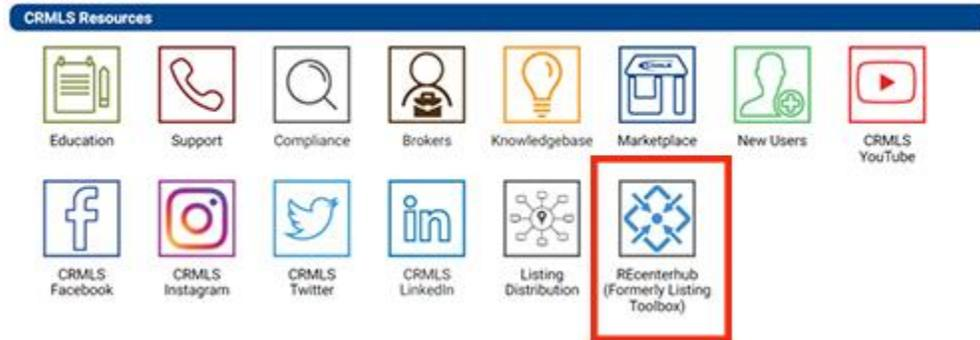 CRMLS Resources
Education
Support
Compliance
Brokers
Knowledgebase
Marketplace
New Users
CRMLS
YouTube
CRMLS
Facebook
CRMLS
Instagram
CRMLS
Twitter
CRMLS
LinkedIn
Listing
Distribution
REcenterhub
(Formerly Listing
Toolbox)